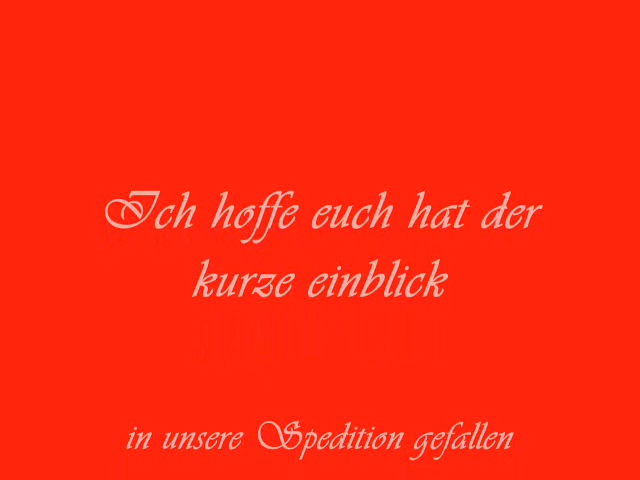 Ich hoffe euch hat der
kurze einblick
in unsere Spedition gefallen